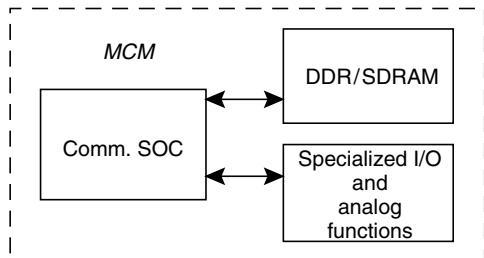 MCM
DDR/SDRAM
Comm. SOC
Specialized I/O
and
analog
functions